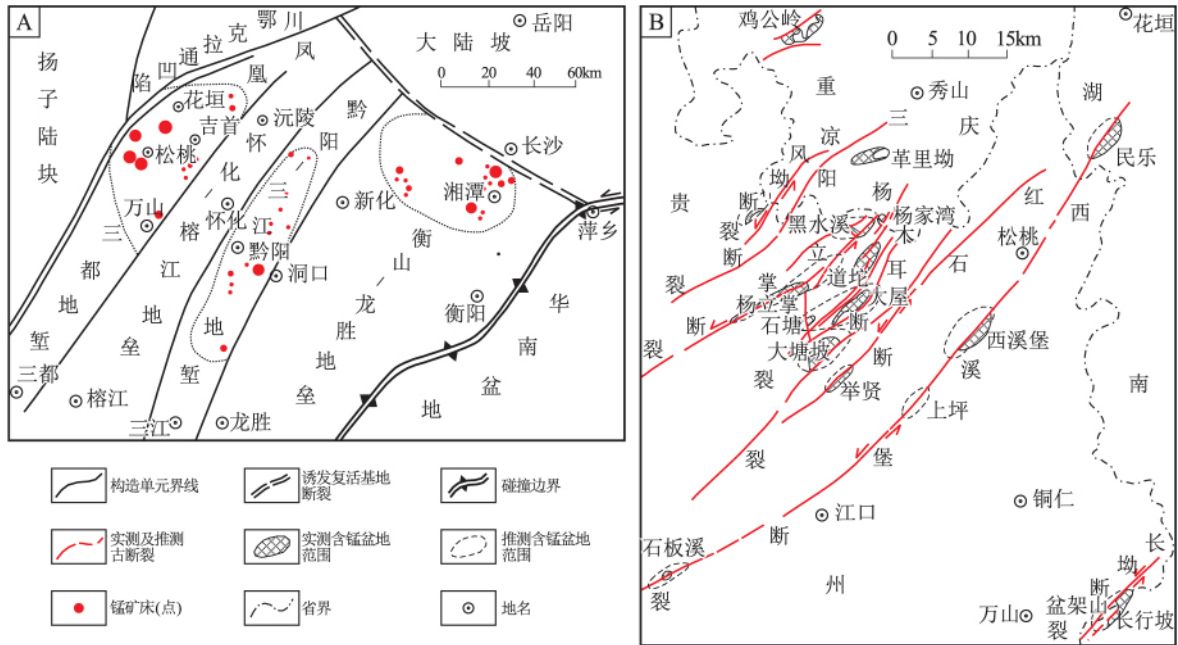 A
鄂川
克
拉
通
凹
陷
扬子陆块
大陆坡
岳阳
0 20 40 60km
凤凰
怀化—榕江地垒
黔阳—三江地堑
三都地堑
衡山—龙胜地垒
华南盆地
花垣
吉首
松桃
万山
沅陵
怀化
黔阳
洞口
新化
长沙
湘潭
萍乡
衡阳
三都
榕江
三江
龙胜
B
鸡公岭
0 5 10 15km
花垣
重庆
秀山
湖南
贵州
三阳断裂
凉风坳断裂
革里坳
民乐
杨家湾
黑水溪
杨立掌断裂
木耳断裂
红石断裂
松桃
道坨
杨立掌
大屋
石塘
大塘坡
西溪堡
举贤
上坪
西溪堡断裂
铜仁
江口
石板溪
长坳断裂
盆架山
万山
长行坡
构造单元界线
诱发复活基地
断裂
碰撞边界
实测及推测
古断裂
实测含锰盆地
范围
推测含锰盆地
范围
锰矿床(点)
省界
地名